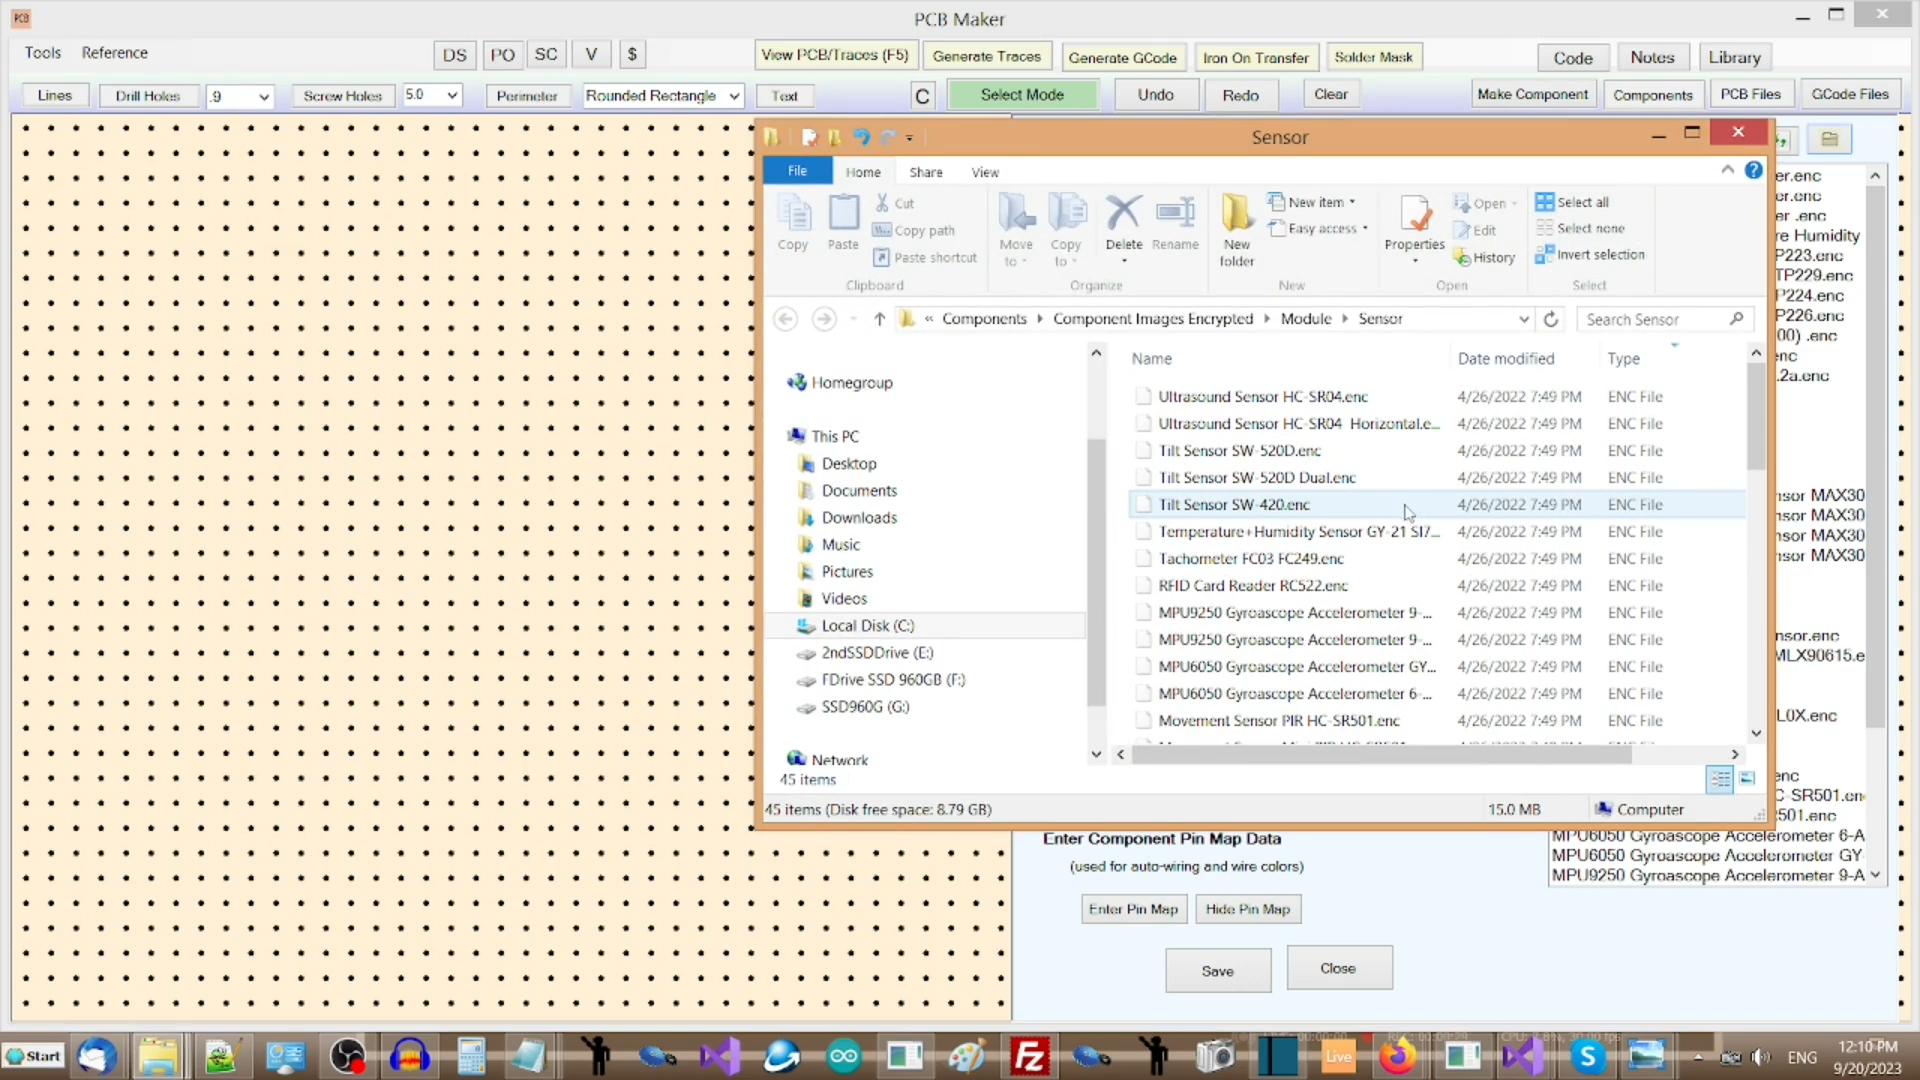 PCB
PCB Maker
Tools Reference
DS PO SC V $
View PCB/Traces (F5) Generate Traces Generate GCode Iron On Transfer Solder Mask
Code Notes Library
Lines Drill Holes .9 Screw Holes 5.0 Perimeter Rounded Rectangle Text
C Select Mode Undo Redo Clear
Make Component Components PCB Files GCode Files
Sensor
File Home Share View
Copy
Paste
Cut
Copy path
Paste shortcut
Clipboard
Move to
Copy to
Delete
Rename
Organize
New folder
New item
Easy access
New
Properties
Open
Edit
History
Open
Select all
Select none
Invert selection
Select
« Components Component Images Encrypted Module Sensor
Search Sensor
Homegroup
This PC
Desktop
Documents
Downloads
Music
Pictures
Videos
Local Disk (C:)
2ndSSDDrive (E:)
FDrive SSD 960GB (F:)
SSD960G (G:)
Network
Name Date modified Type
Ultrasound Sensor HC-SR04.enc 4/26/2022 7:49 PM ENC File
Ultrasound Sensor HC-SR04 Horizontal.e... 4/26/2022 7:49 PM ENC File
Tilt Sensor SW-520D.enc 4/26/2022 7:49 PM ENC File
Tilt Sensor SW-520D Dual.enc 4/26/2022 7:49 PM ENC File
Tilt Sensor SW-420.enc 4/26/2022 7:49 PM ENC File
Temperature+Humidity Sensor GY-21 SI7... 4/26/2022 7:49 PM ENC File
Tachometer FC03 FC249.enc 4/26/2022 7:49 PM ENC File
RFID Card Reader RC522.enc 4/26/2022 7:49 PM ENC File
MPU9250 Gyroascope Accelerometer 9-... 4/26/2022 7:49 PM ENC File
MPU9250 Gyroascope Accelerometer 9-... 4/26/2022 7:49 PM ENC File
MPU6050 Gyroascope Accelerometer GY... 4/26/2022 7:49 PM ENC File
MPU6050 Gyroascope Accelerometer 6-... 4/26/2022 7:49 PM ENC File
Movement Sensor PIR HC-SR501.enc 4/26/2022 7:49 PM ENC File
45 items
45 items (Disk free space: 8.79 GB) 15.0 MB Computer
er.enc
er.enc
er .enc
re Humidity
P223.enc
TP229.enc
P224.enc
P226.enc
00) .enc
enc
.2a.enc
nsor MAX30
nsor MAX30
nsor MAX30
nsor MAX30
nsor.enc
MLX90615.e
L0X.enc
enc
C-SR501.en
501.enc
MPU6050 Gyroascope Accelerometer 6-A
MPU6050 Gyroascope Accelerometer GY-
MPU9250 Gyroascope Accelerometer 9-A
Enter Component Pin Map Data
(used for auto-wiring and wire colors)
Enter Pin Map Hide Pin Map
Save Close
Start
Fz
Live
S
ENG
12:10 PM
9/20/2023